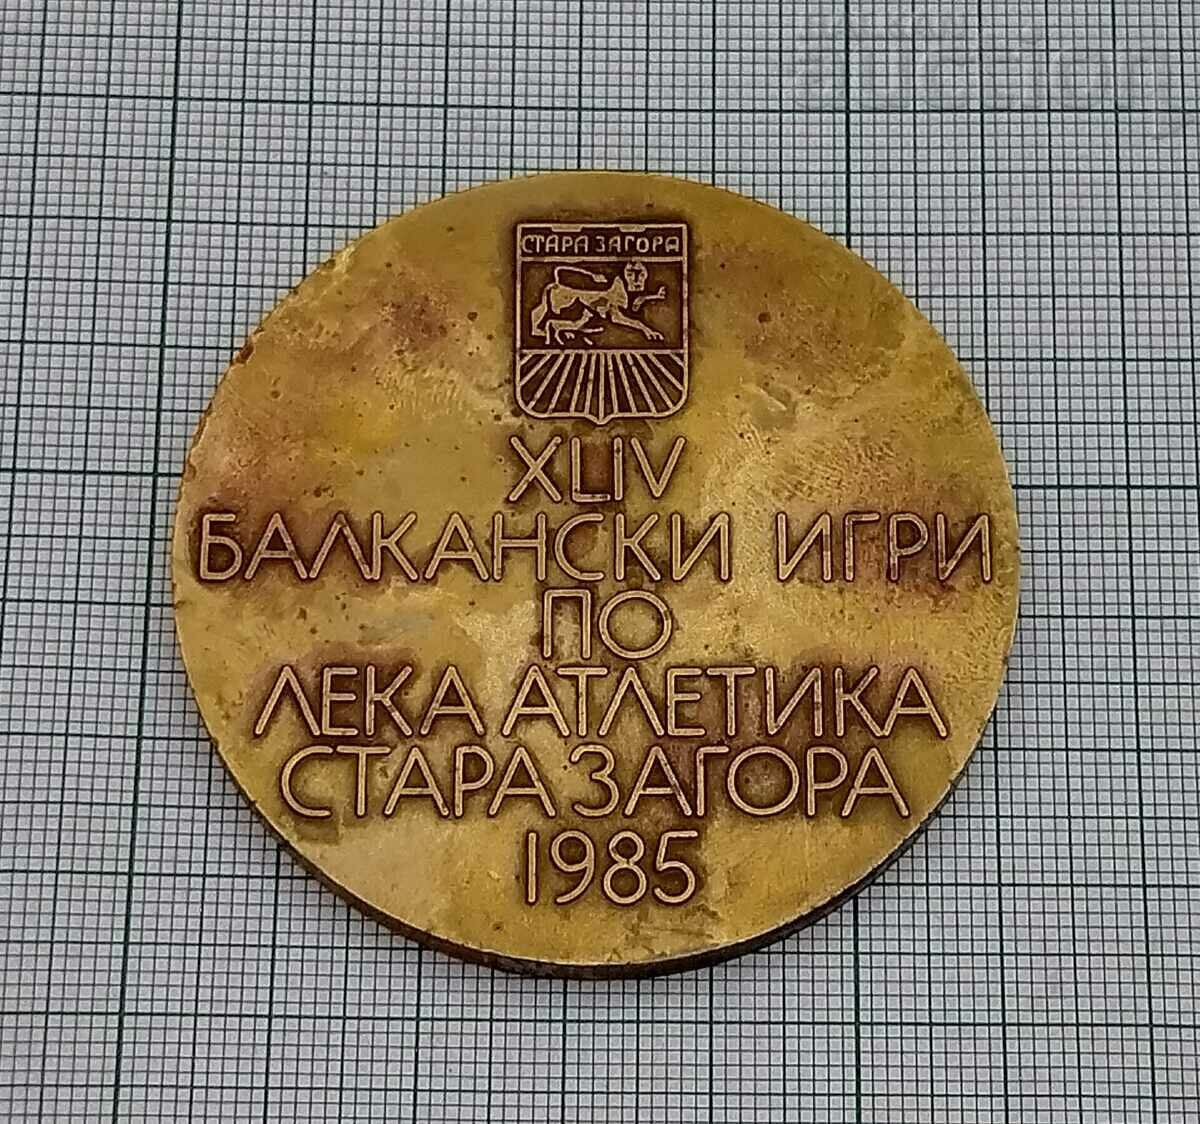 СТАРА ЗАГОРА
XLIV
БАЛКАНСКИ ИГРИ
ПО
ЛЕКА АТЛЕТИКА
СТАРА ЗАГОРА
1985